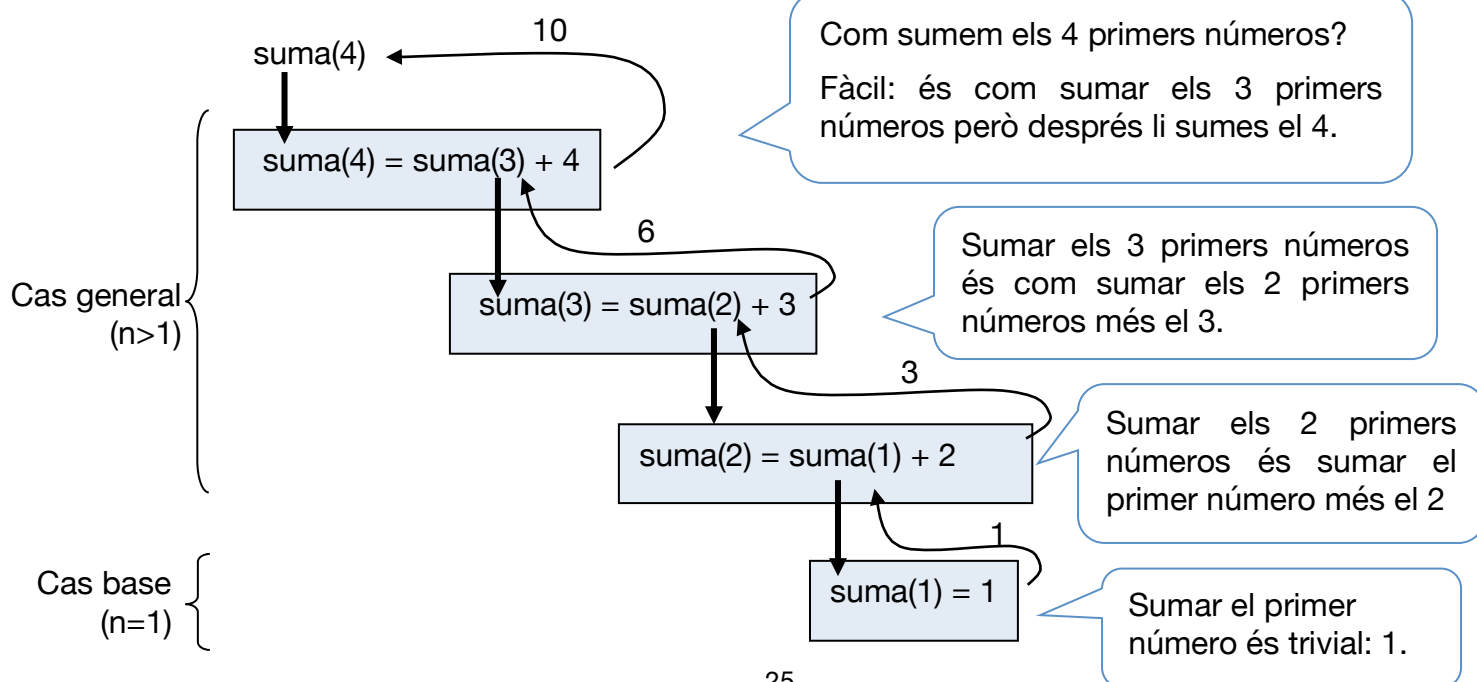 10
suma(4)
Com sumem els 4 primers números?
Fàcil: és com sumar els 3 primers
números però després li sumes el 4.
suma(4) = suma(3) + 4
6
Sumar els 3 primers números
és com sumar els 2 primers
números més el 3.
Cas general
(n>1)
suma(3) = suma(2) + 3
3
Sumar els 2 primers
números és sumar el
primer número més el 2
suma(2) = suma(1) + 2
1
Cas base
(n=1)
suma(1) = 1
Sumar el primer
número és trivial: 1.
25